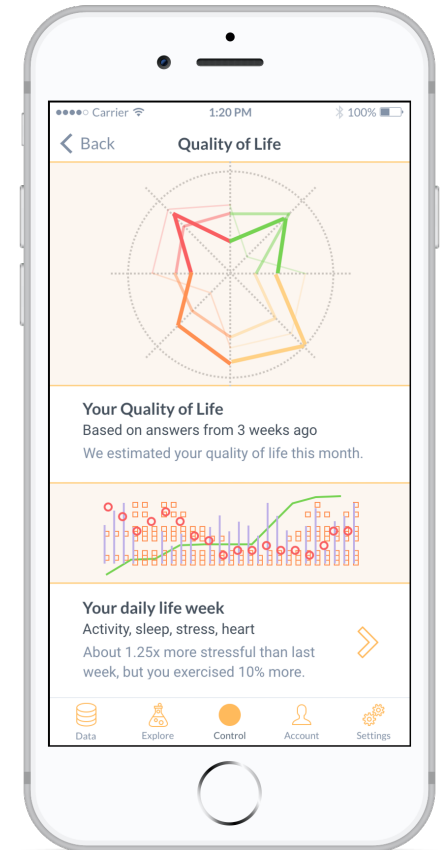 Carrier 1:20 PM 100%
Back Quality of Life
Your Quality of Life
Based on answers from 3 weeks ago
We estimated your quality of life this month.
Your daily life week
Activity, sleep, stress, heart
About 1.25x more stressful than last
week, but you exercised 10% more.
Data Explore Control Account Settings